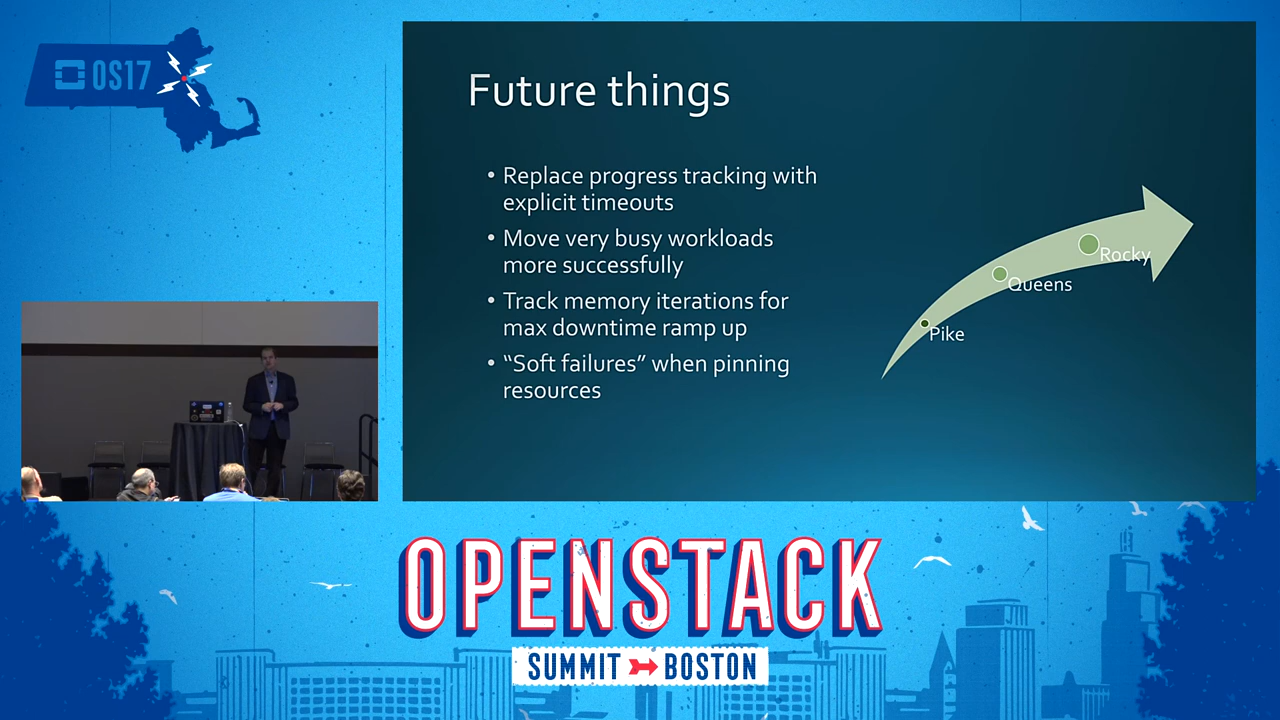 OS17
Future things
• Replace progress tracking with
explicit timeouts
• Move very busy workloads
more successfully
• Track memory iterations for
max downtime ramp up
• “Soft failures” when pinning
resources
Rocky
Queens
Pike
OPENSTACK
SUMMIT BOSTON